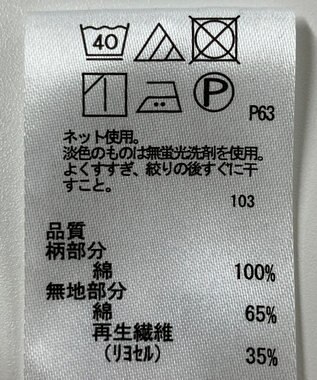 40
P
P63
ネット使用。
淡色のものは無蛍光洗剤を使用。
よくすすぎ、絞りの後すぐに干
すこと。
103
品質
柄部分
綿 100%
無地部分
綿 65%
再生繊維
(リヨセル) 35%